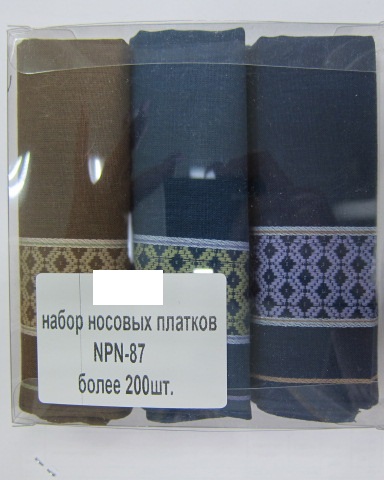 набор носовых платков
NPN-87
более 200шт.